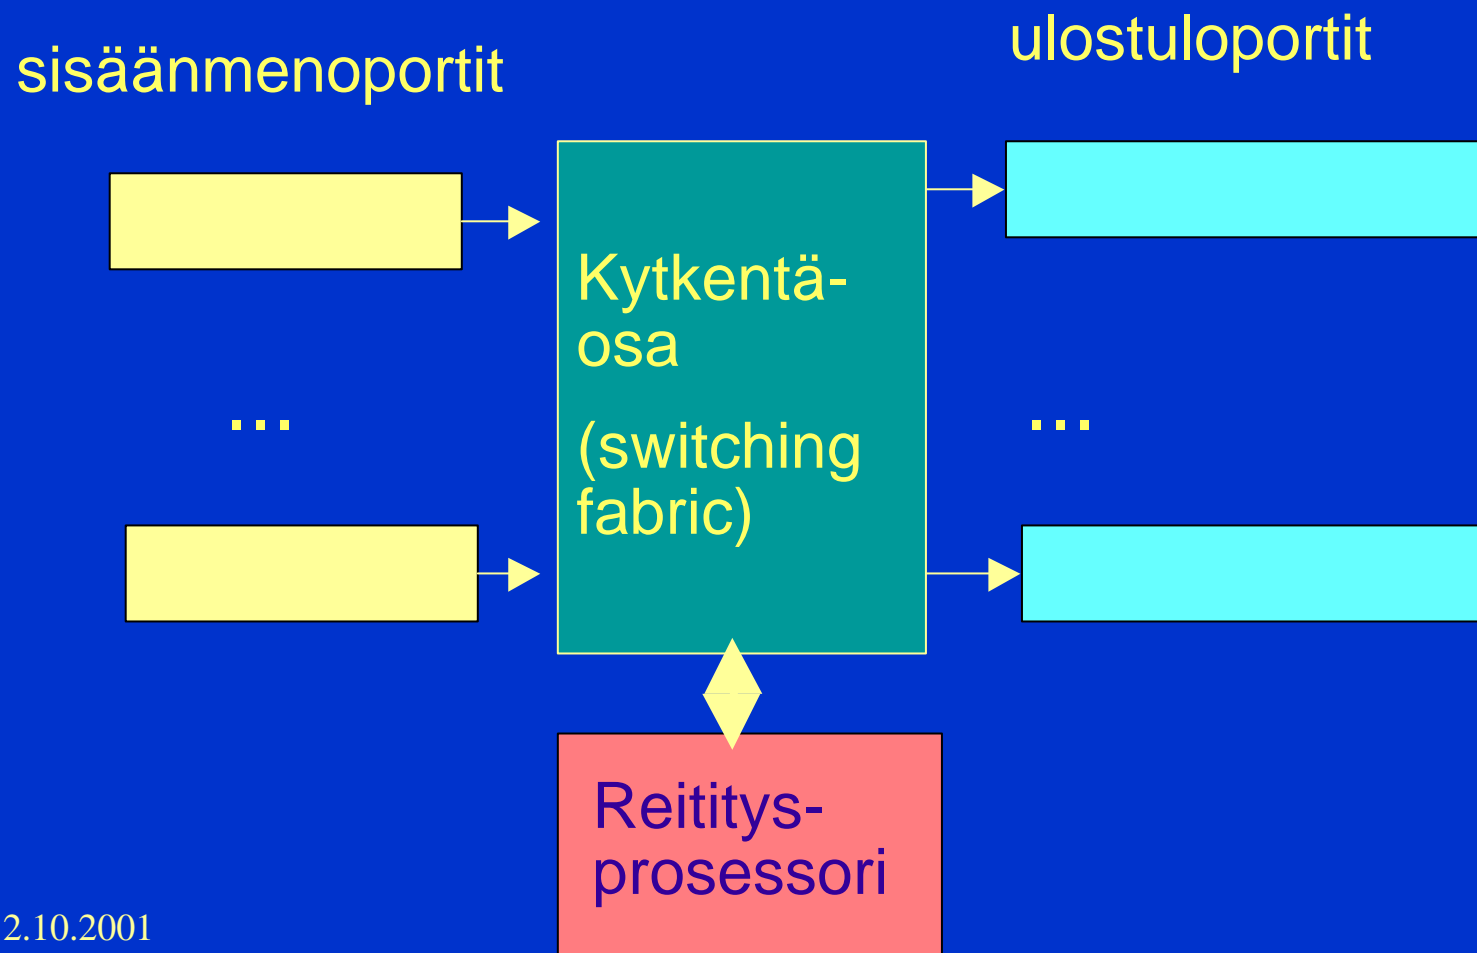 sisäänmenoportit
ulostuloportit
Kytkentä-
osa
(switching
fabric)
...
...
Reititys-
prosessori
2.10.2001